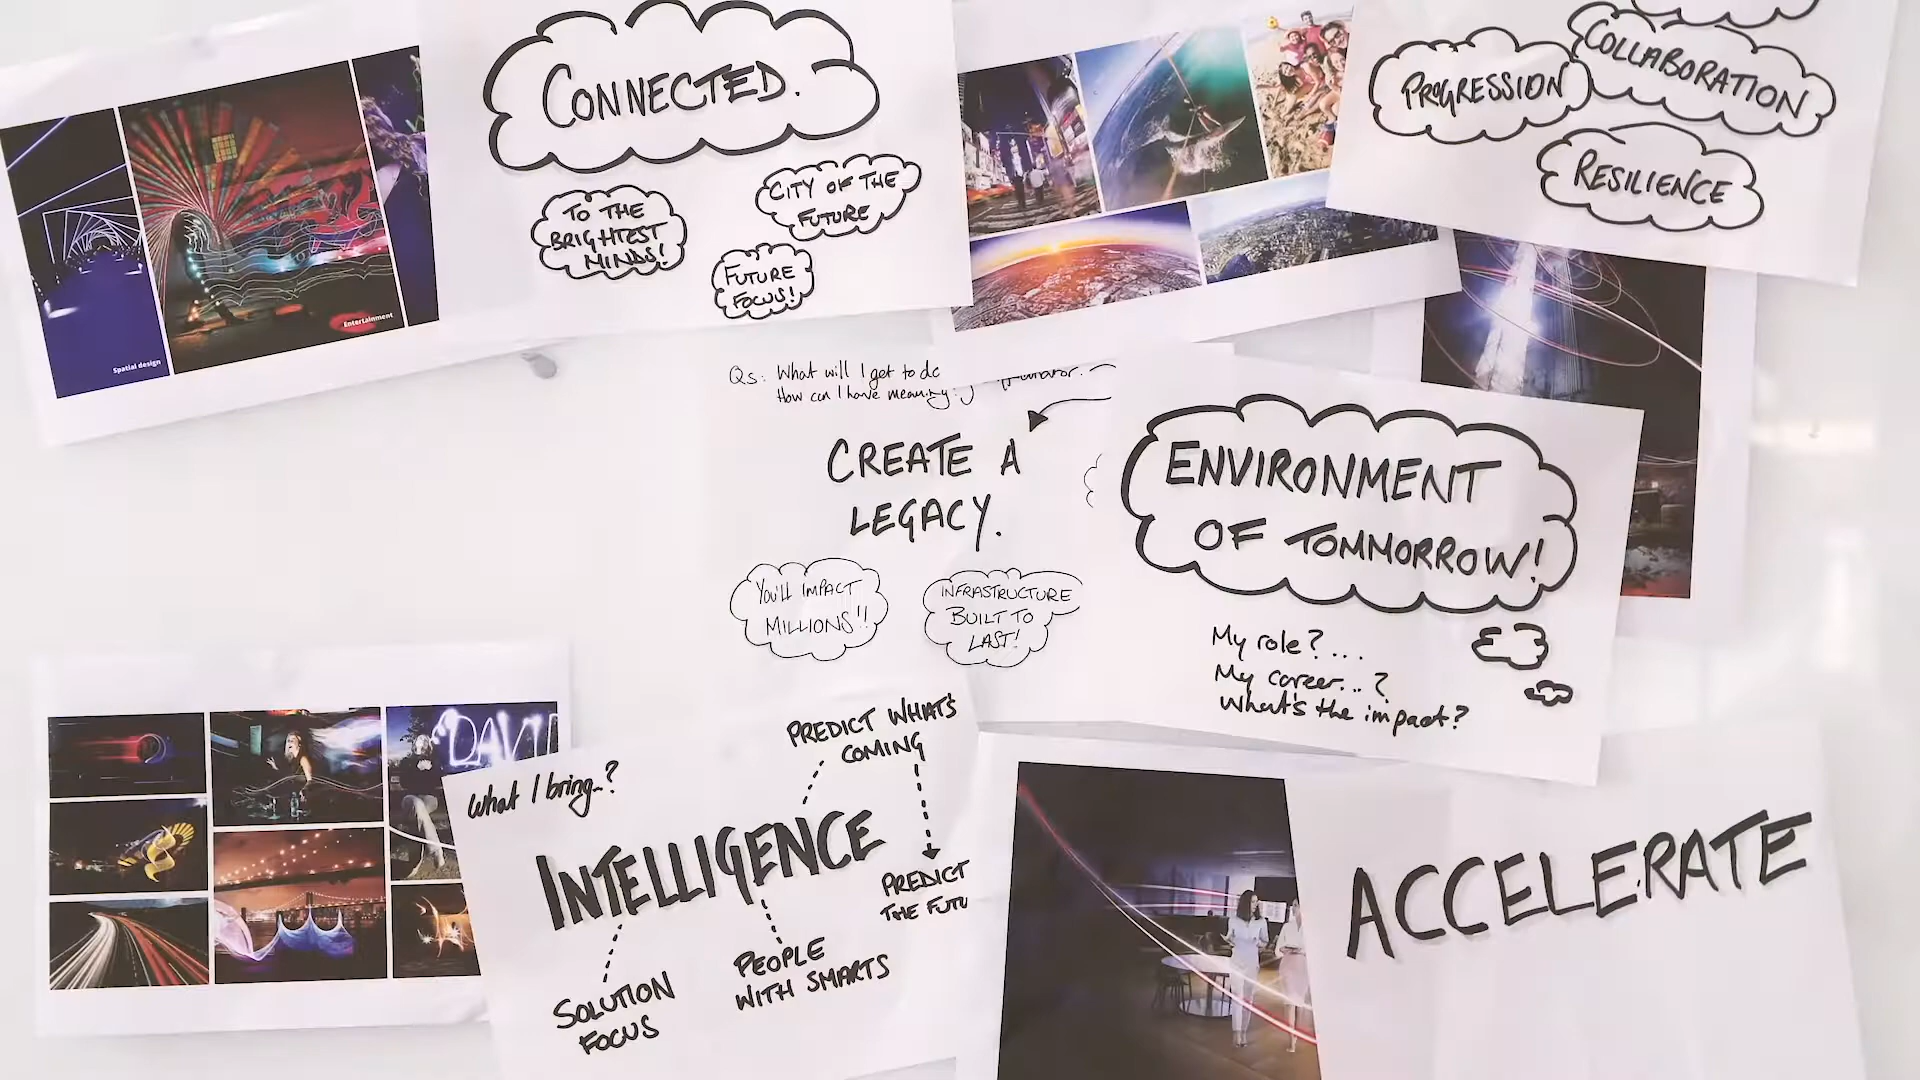 CONNECTED.
TO THE
BRIGHTEST
MINDS!
CITY OF THE
FUTURE
FUTURE
FOCUS!
Spatial design
Entertainment
COLLABORATION
PROGRESSION
RESILIENCE
Qs: What will I get to do
How can I have meaning
CREATE A
LEGACY.
YOU'LL IMPACT
MILLIONS!!
INFRASTRUCTURE
BUILT TO
LAST!
ENVIRONMENT
OF TOMMORROW!
My role?...
My career...?
What's the impact?
DAVI
What I bring..?
PREDICT WHAT'S
COMING
INTELLIGENCE
PREDICT
THE FUTU
PEOPLE
WITH SMARTS
SOLUTION
FOCUS
ACCELERATE